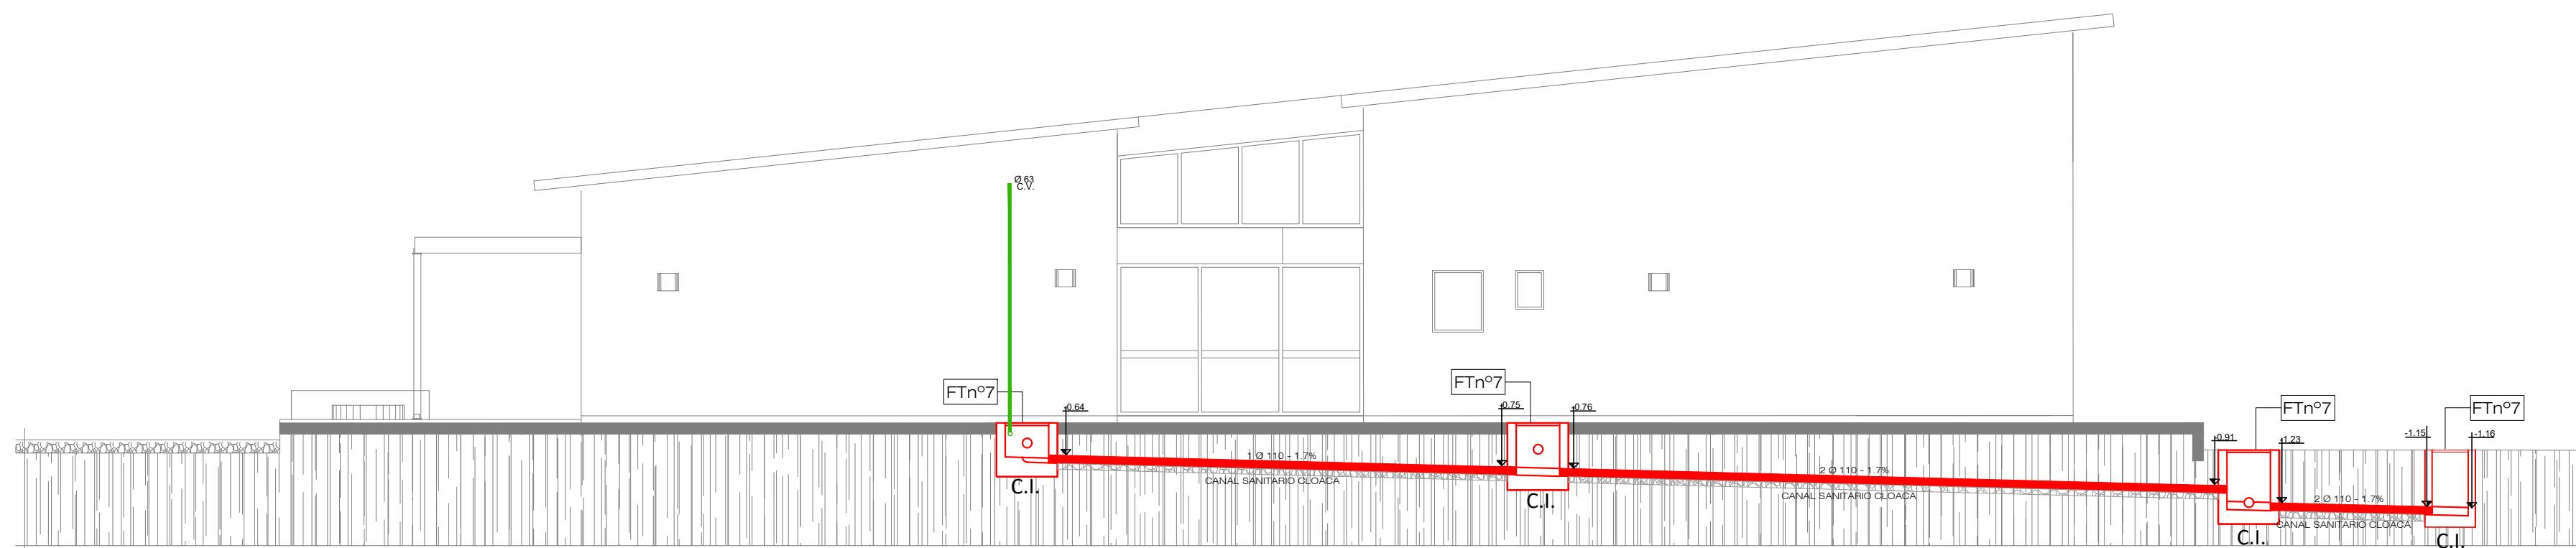 Ø 63
C.V.
FTnº7
-0.64
1 Ø 110 - 1.7%
CANAL SANITARIO CLOACA
C.I.
FTnº7
-0.75
-0.76
C.I.
2 Ø 110 - 1.7%
CANAL SANITARIO CLOACA
FTnº7
-0.91
-1.23
C.I.
2 Ø 110 - 1.7%
CANAL SANITARIO CLOACA
FTnº7
-1.15
-1.16
C.I.